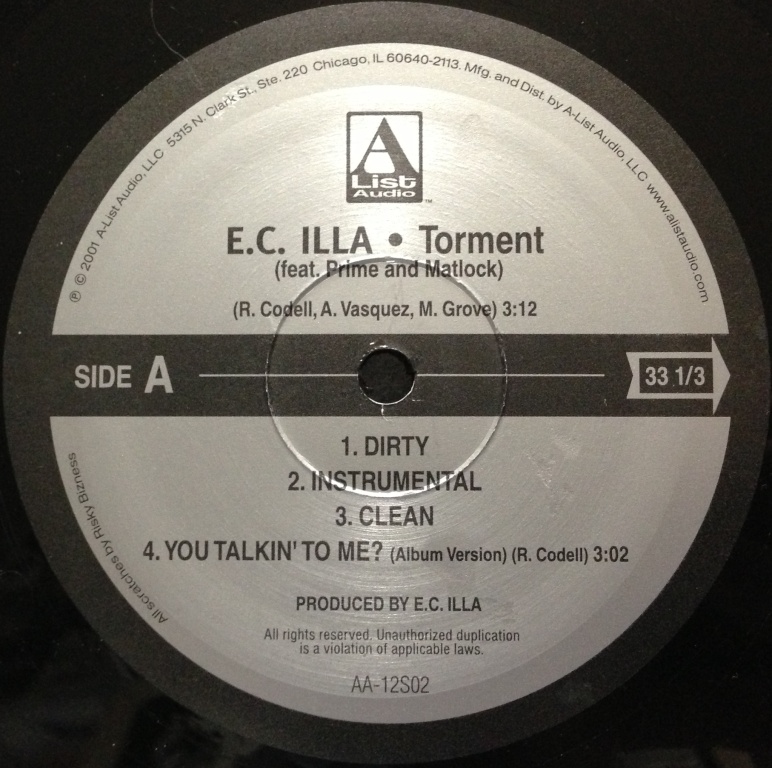 ℗ © 2001 A-List Audio, LLC 5315 N. Clark St., Ste. 220 Chicago, IL 60640-2113. Mfg. and Dist. by A-List Audio, LLC www.alistaudio.com
A
List
Audio™
E.C. ILLA • Torment
(feat. Prime and Matlock)
(R. Codell, A. Vasquez, M. Grove) 3:12
SIDE A
33 1/3
1. DIRTY
2. INSTRUMENTAL
3. CLEAN
4. YOU TALKIN' TO ME? (Album Version) (R. Codell) 3:02
All scratches by Risky Bizness
PRODUCED BY E.C. ILLA
All rights reserved. Unauthorized duplication
is a violation of applicable laws.
AA-12S02